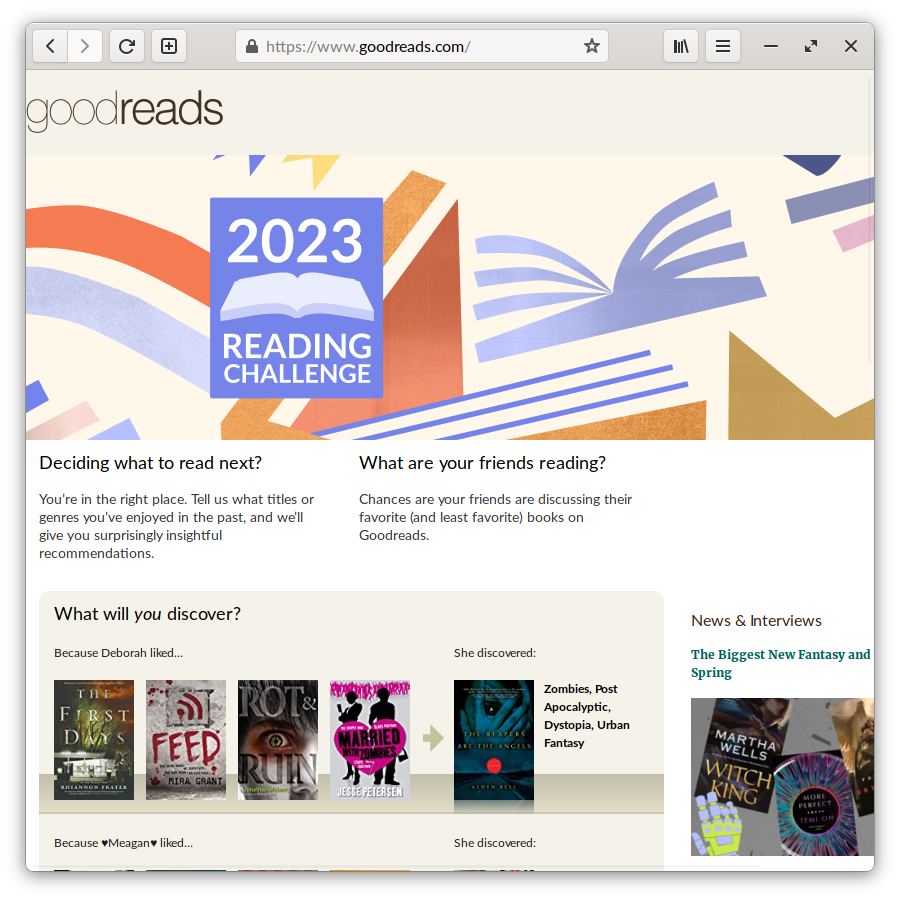 https://www.goodreads.com/
goodreads
2023
READING
CHALLENGE
Deciding what to read next?
You're in the right place. Tell us what titles or
genres you've enjoyed in the past, and we'll
give you surprisingly insightful
recommendations.
What are your friends reading?
Chances are your friends are discussing their
favorite (and least favorite) books on
Goodreads.
What will you discover?
Because Deborah liked…
She discovered:
THE
FIRST
DAYS
RHIANNON FRATER
FEED
MIRA GRANT
ROT &
RUIN
Jonathan Maberry
MARRIED
WITH ZOMBIES
JESSE PETERSEN
THE REAPERS
ARE THE ANGELS
ALDEN BELL
Zombies, Post
Apocalyptic,
Dystopia, Urban
Fantasy
Because ♥Meagan♥ liked…
She discovered:
News & Interviews
The Biggest New Fantasy and
Spring
MARTHA
WELLS
WITCH
KING
MORE
PERFECT
TEMI OH